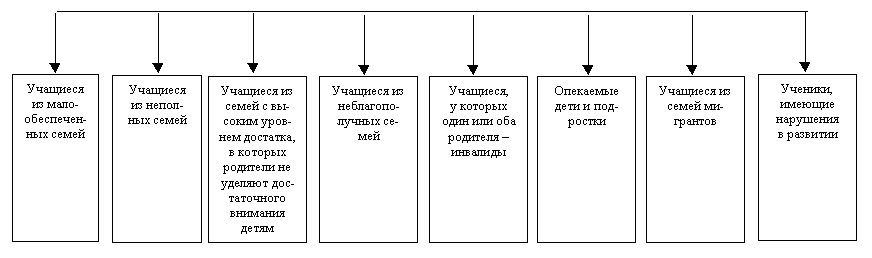 Учащиеся
из мало-
обеспечен-
ных семей
Учащиеся
из непол-
ных семей
Учащиеся из
семей с вы-
соким уров-
нем достатка,
в которых
родители не
уделяют дос-
таточного
внимания
детям
Учащиеся из
неблагопо-
лучных се-
мей
Учащиеся,
у которых
один или оба
родителя –
инвалиды
Опекаемые
дети и под-
ростки
Учащиеся из
семей ми-
грантов
Ученики,
имеющие
нарушения
в развитии